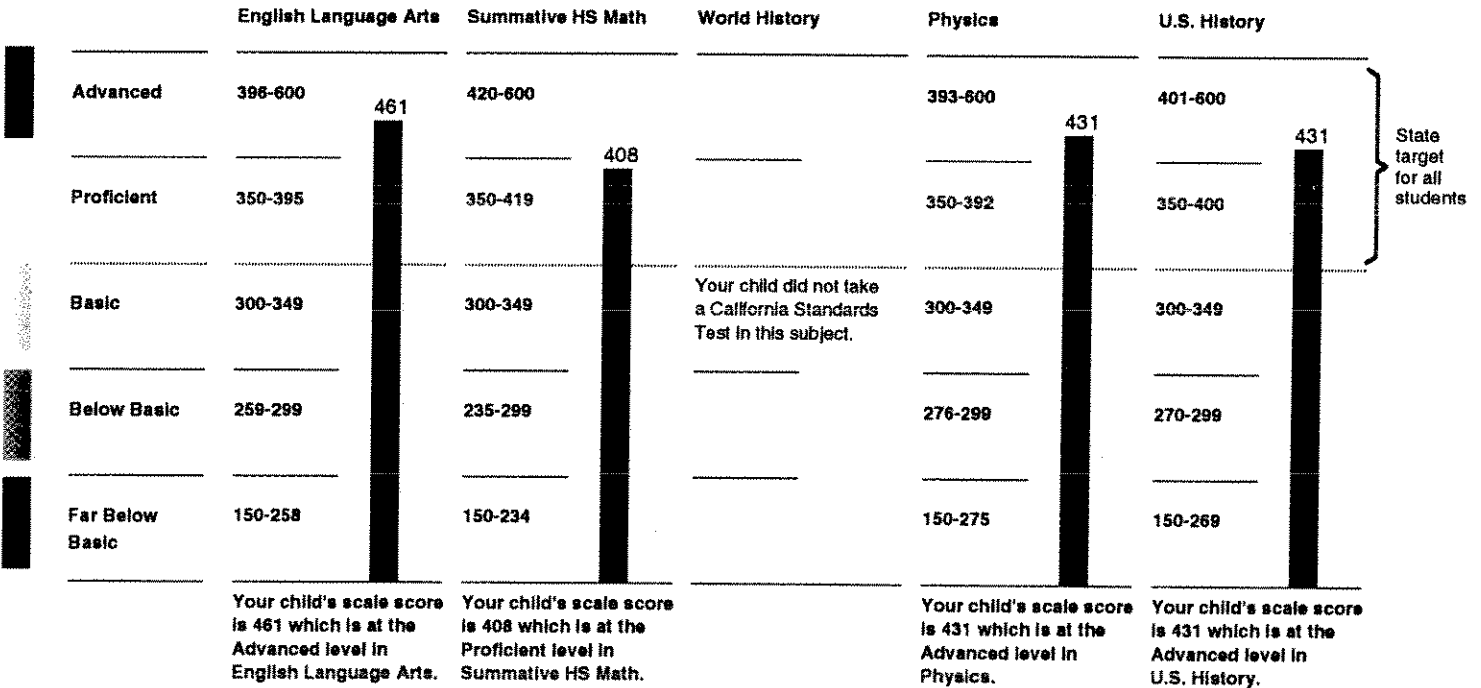 English Language Arts Summative HS Math World History Physics U.S. History
Advanced 396-600 420-600 393-600 401-600
461 408 431 431
State
target
for all
students
Proficient 350-395 350-419 350-392 350-400
Basic 300-349 300-349 300-349 300-349
Your child did not take
a California Standards
Test in this subject.
Below Basic 259-299 235-299 276-299 270-299
Far Below
Basic
150-258 150-234 150-275 150-269
Your child's scale score
is 461 which is at the
Advanced level in
English Language Arts.
Your child's scale score
is 408 which is at the
Proficient level in
Summative HS Math.
Your child's scale score
is 431 which is at the
Advanced level in
Physics.
Your child's scale score
is 431 which is at the
Advanced level in
U.S. History.